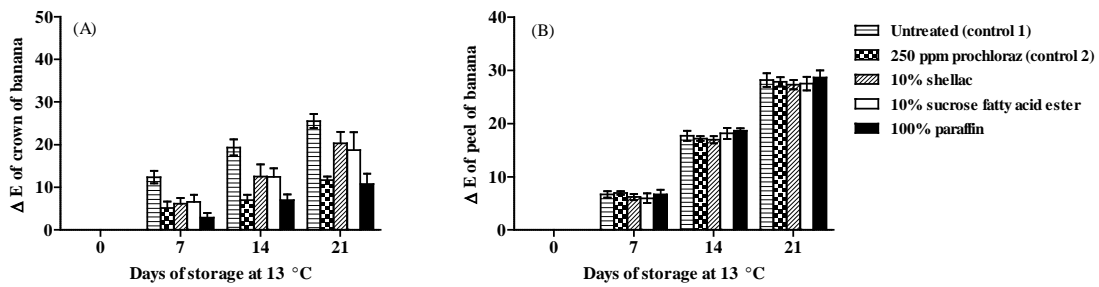 (A)
Δ E of crown of banana
50
40
30
20
10
0
0 7 14 21
Days of storage at 13 °C
(B)
Δ E of peel of banana
40
30
20
10
0
0 7 14 21
Days of storage at 13 °C
Untreated (control 1)
250 ppm prochloraz (control 2)
10% shellac
10% sucrose fatty acid ester
100% paraffin